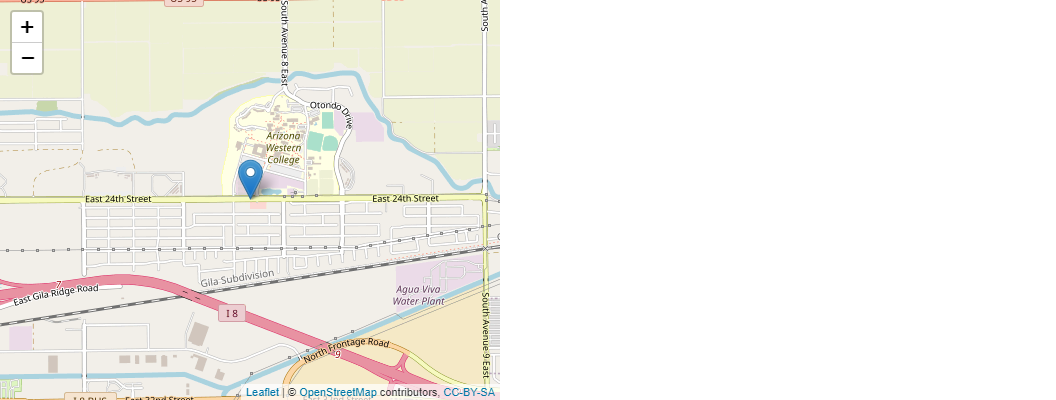 +
−
South Avenue 8 East
Otondo Drive
Arizona
Western
College
East 24th Street
East 24th Street
Gila Subdivision
7
East Gila Ridge Road
Agua Viva
Water Plant
I 8
South Avenue 9 East
North Frontage Road
9
Leaflet | © OpenStreetMap contributors, CC-BY-SA